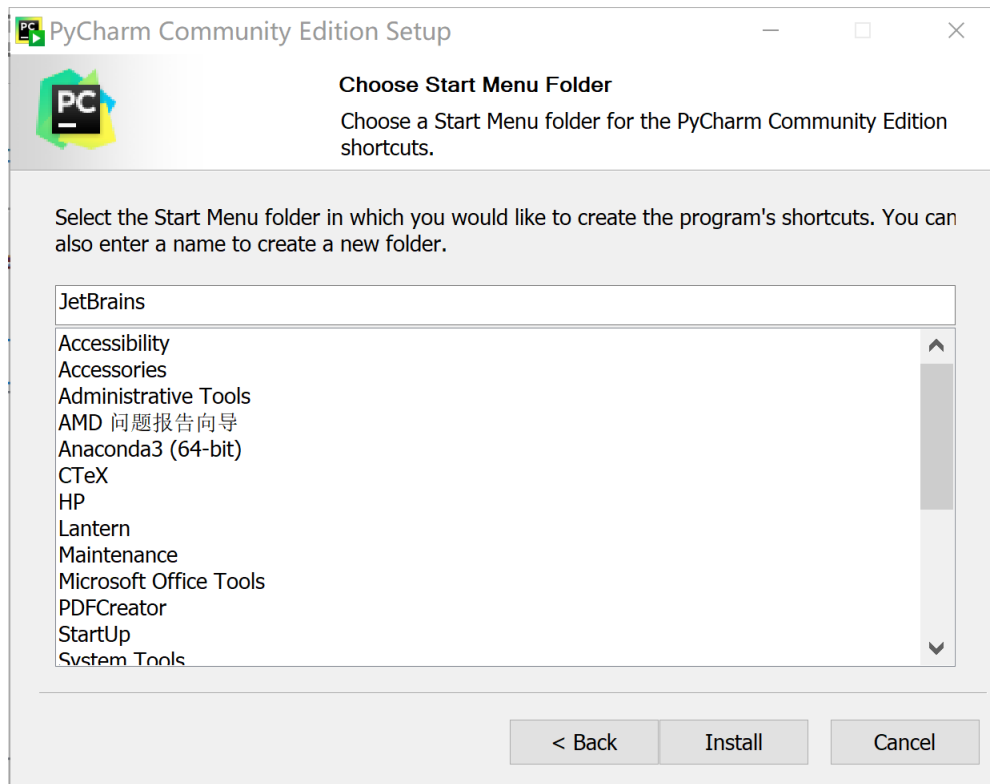 PyCharm Community Edition Setup
PC
Choose Start Menu Folder
Choose a Start Menu folder for the PyCharm Community Edition
shortcuts.
Select the Start Menu folder in which you would like to create the program's shortcuts. You can
also enter a name to create a new folder.
JetBrains
Accessibility
Accessories
Administrative Tools
AMD 问题报告向导
Anaconda3 (64-bit)
CTeX
HP
Lantern
Maintenance
Microsoft Office Tools
PDFCreator
StartUp
System Tools
< Back
Install
Cancel